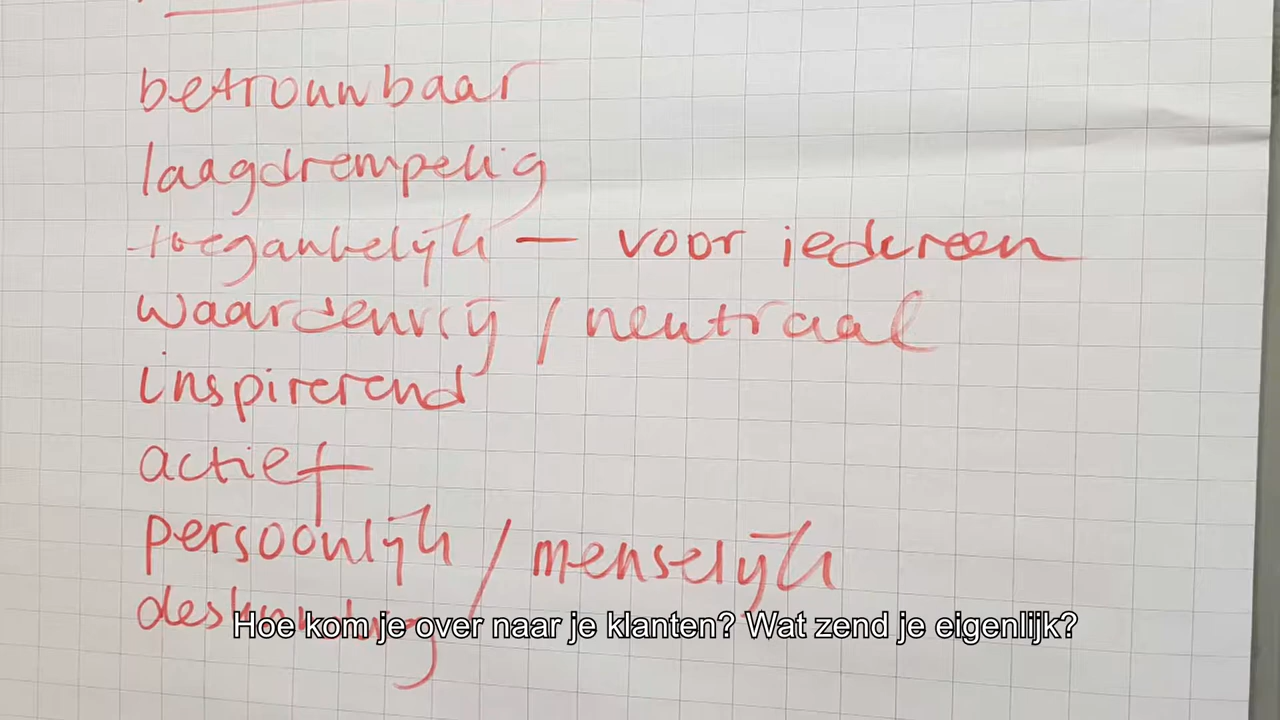 betrouwbaar
laagdrempelig
toegankelijk — voor iedereen
waardenvrij / neutraal
inspirerend
actief
persoonlijk / menselijk
deskundig
Hoe kom je over naar je klanten? Wat zend je eigenlijk?